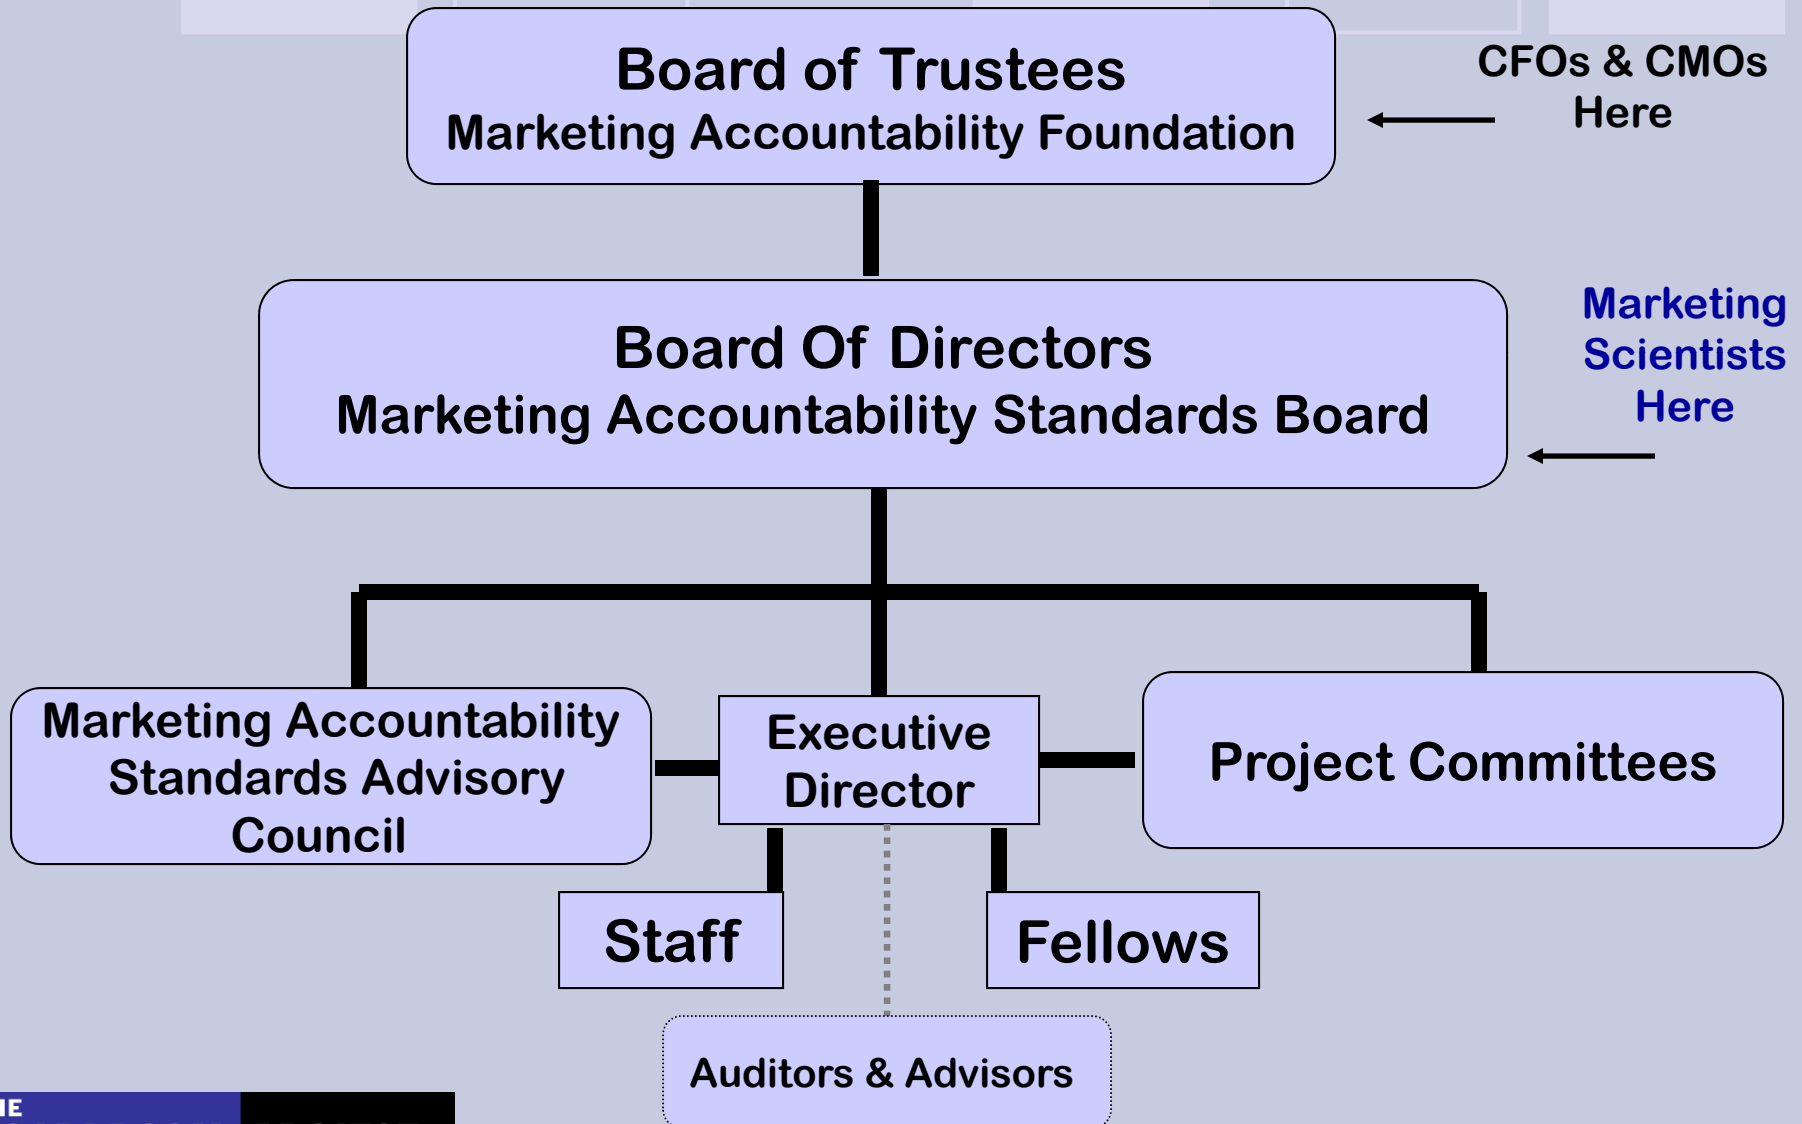 Board of Trustees
Marketing Accountability Foundation
CFOs & CMOs
Here
Board Of Directors
Marketing Accountability Standards Board
Marketing
Scientists
Here
Marketing Accountability
Standards Advisory
Council
Executive
Director
Project Committees
Staff
Fellows
Auditors & Advisors